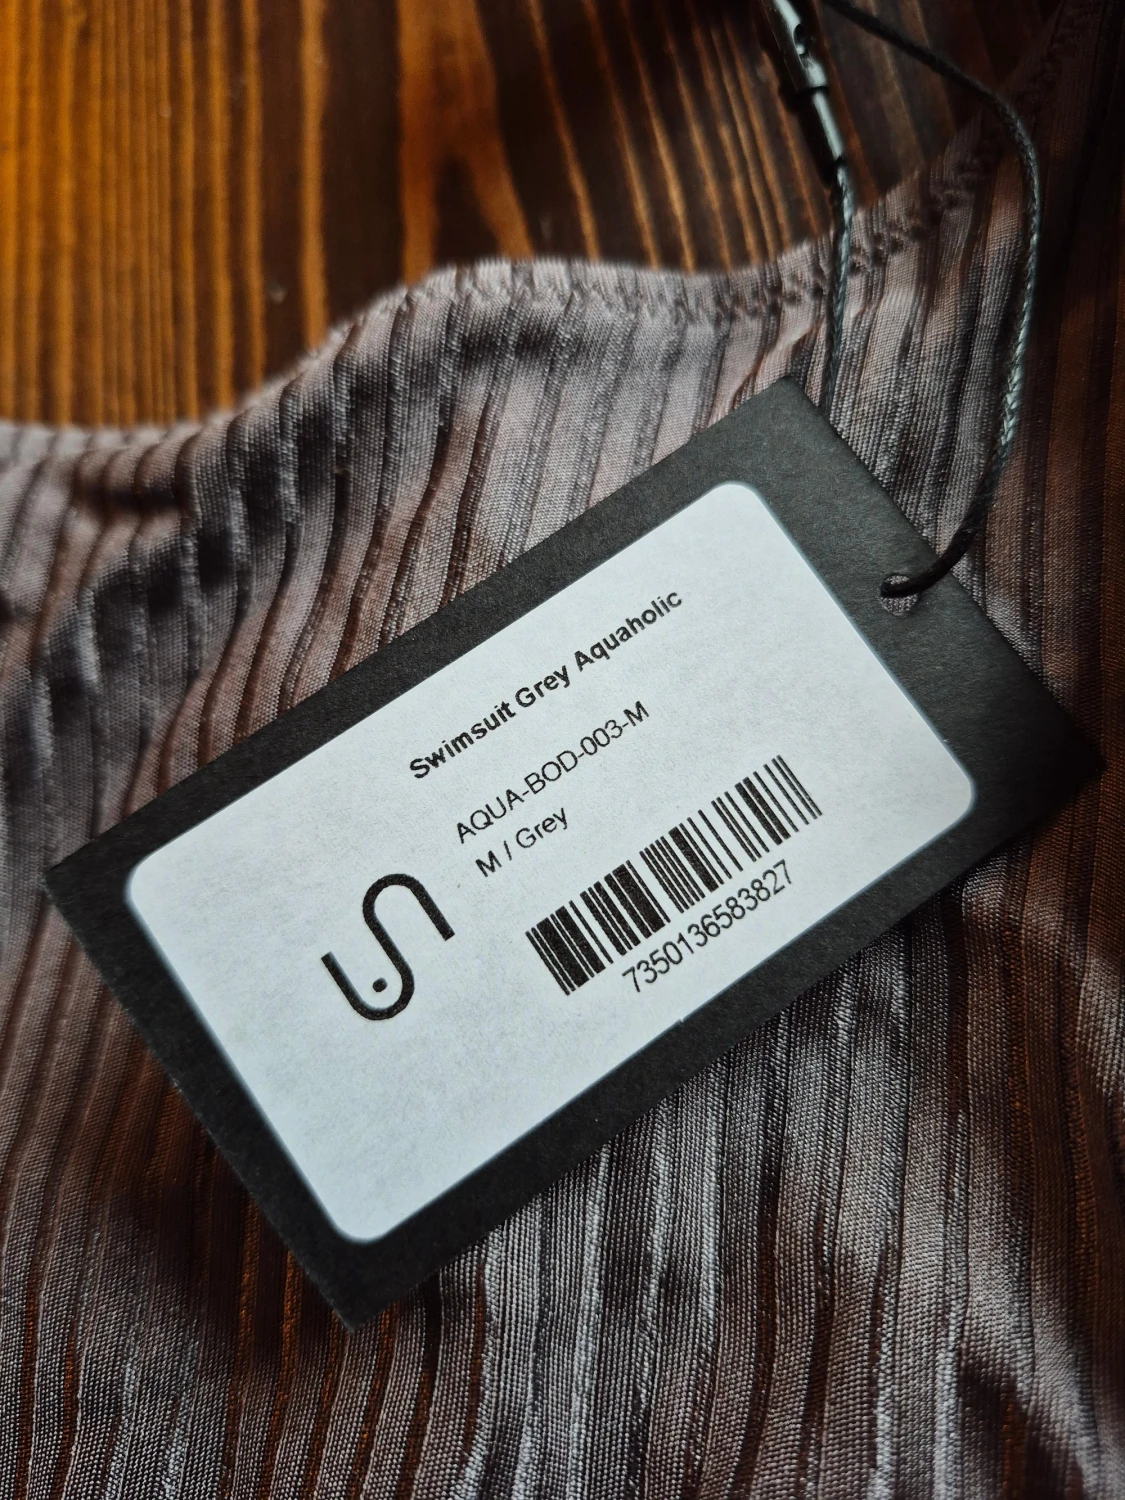 Swimsuit Grey Aquaholic
AQUA-BOD-003-M
M / Grey
7350136583827